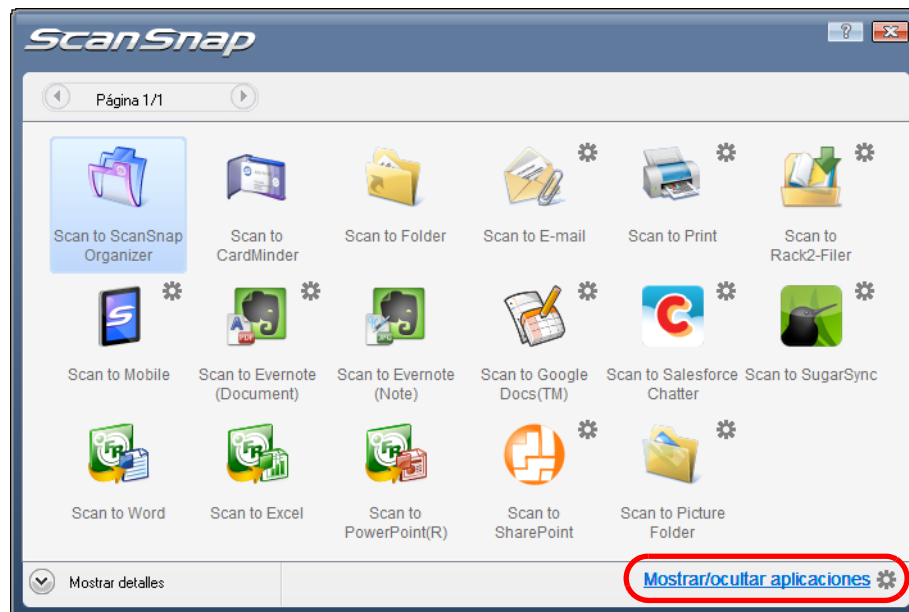 ScanSnap
?
Página 1/1
Scan to ScanSnap
Organizer
Scan to
CardMinder
Scan to Folder
Scan to E-mail
Scan to Print
Scan to
Rack2-Filer
Scan to Mobile
Scan to Evernote
(Document)
Scan to Evernote
(Note)
Scan to Google
Docs(TM)
Scan to Salesforce
Chatter
Scan to SugarSync
Scan to Word
Scan to Excel
Scan to
PowerPoint(R)
Scan to
SharePoint
Scan to Picture
Folder
Mostrar detalles
Mostrar/ocultar aplicaciones